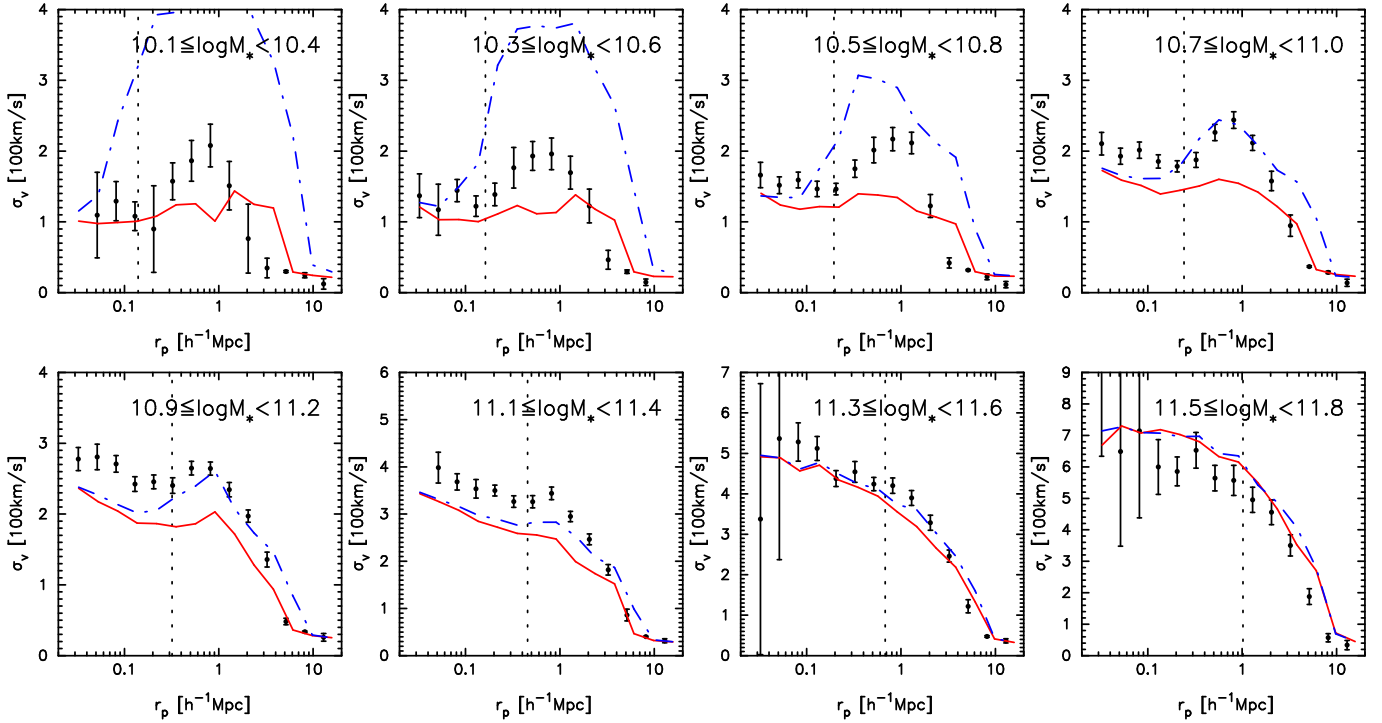 10.1≦logM*<10.4
10.3≦logM*<10.6
10.5≦logM*<10.8
10.7≦logM*<11.0
σv [100km/s]
4
3
2
1
0
σv [100km/s]
4
3
2
1
0
σv [100km/s]
4
3
2
1
0
σv [100km/s]
4
3
2
1
0
0.1 1 10
0.1 1 10
0.1 1 10
0.1 1 10
rp [h−1Mpc]
rp [h−1Mpc]
rp [h−1Mpc]
rp [h−1Mpc]
10.9≦logM*<11.2
11.1≦logM*<11.4
11.3≦logM*<11.6
11.5≦logM*<11.8
σv [100km/s]
4
3
2
1
0
σv [100km/s]
6
5
4
3
2
1
0
σv [100km/s]
7
6
5
4
3
2
1
0
σv [100km/s]
9
8
7
6
5
4
3
2
1
0
0.1 1 10
0.1 1 10
0.1 1 10
0.1 1 10
rp [h−1Mpc]
rp [h−1Mpc]
rp [h−1Mpc]
rp [h−1Mpc]